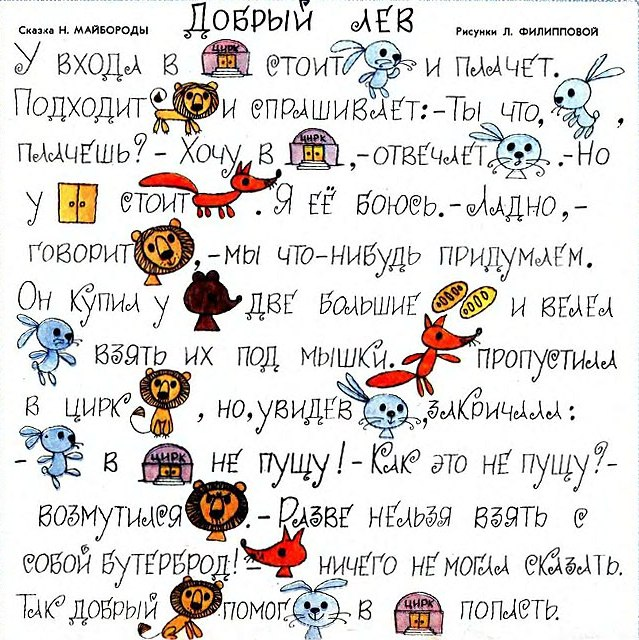 Добрый лев
Сказка Н. МАЙБОРОДЫ
Рисунки Л. ФИЛИППОВОЙ
У входа в ЦИРК стоит и плачет.
Подходит и спрашивает: - Ты что, ,
плачешь? - Хочу в ЦИРК, - отвечает . - Но
у стоит . Я её боюсь. - Ладно, -
говорит , - мы что-нибудь придумаем.
Он купил у две большие и велел
взять их под мышки. пропустила
в цирк , но, увидев , закричала:
- в ЦИРК не пущу! - Как это не пущу? -
возмутился . - Разве нельзя взять с
собой бутерброд! - ничего не могла сказать.
Так добрый помог в ЦИРК попасть.